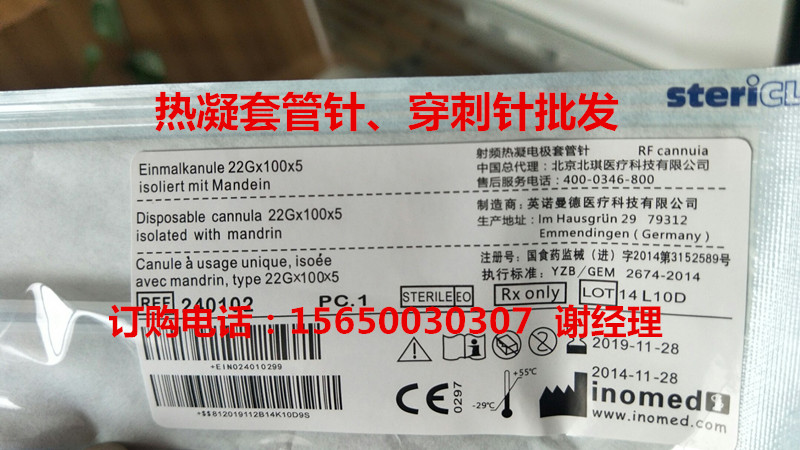 steriCL
热凝套管针、穿刺针批发
Einmalkanule 22Gx100x5
isoliert mit Mandein
Disposable cannula 22Gx100x5
isolated with mandrin
Canule à usage unique, isoée
avec mandrin, type 22Gx100x5
REF 240102 PC.1
射频热凝电极套管针 RF cannuia
中国总代理：北京北琪医疗科技有限公司
售后服务电话：400-0346-800
制造商：英诺曼德医疗科技有限公司
生产地址：Im Hausgrün 29 79312
Emmendingen (Germany)
注册号：国食药监械（进）字2014第3152589号
执行标准：YZB/GEM 2674-2014
STERILE EO Rx only LOT 14 L10D
订购电话：15650030307 谢经理
+EIN024010299
2019-11-28
+$$812019112B14K10D9S
CE 0297
-29℃ +55℃
2014-11-28
inomed
www.inomed.com